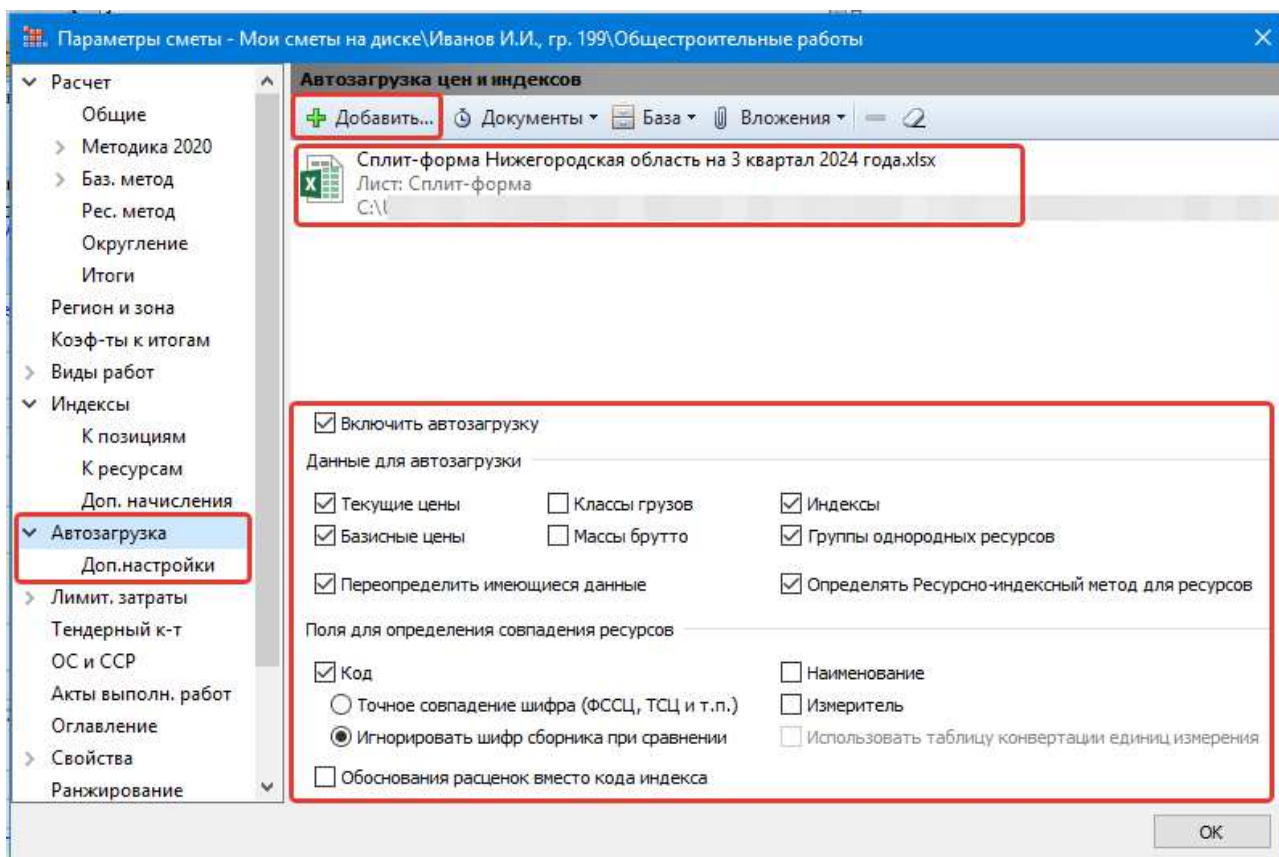 Параметры сметы - Мои сметы на диске\Иванов И.И., гр. 199\Общестроительные работы
Расчет
Общие
Методика 2020
Баз. метод
Рес. метод
Округление
Итоги
Регион и зона
Коэф-ты к итогам
Виды работ
Индексы
К позициям
К ресурсам
Доп. начисления
Автозагрузка
Доп.настройки
Лимит. затраты
Тендерный к-т
ОС и ССР
Акты выполн. работ
Оглавление
Свойства
Ранжирование
Автозагрузка цен и индексов
Добавить... Документы База Вложения
Сплит-форма Нижегородская область на 3 квартал 2024 года.xlsx
Лист: Сплит-форма
C:\
Включить автозагрузку
Данные для автозагрузки
Текущие цены Классы грузов Индексы
Базисные цены Массы брутто Группы однородных ресурсов
Переопределить имеющиеся данные Определять Ресурсно-индексный метод для ресурсов
Поля для определения совпадения ресурсов
Код Наименование
Точное совпадение шифра (ФССЦ, ТСЦ и т.п.) Измеритель
Игнорировать шифр сборника при сравнении Использовать таблицу конвертации единиц измерения
Обоснования расценок вместо кода индекса
ОК